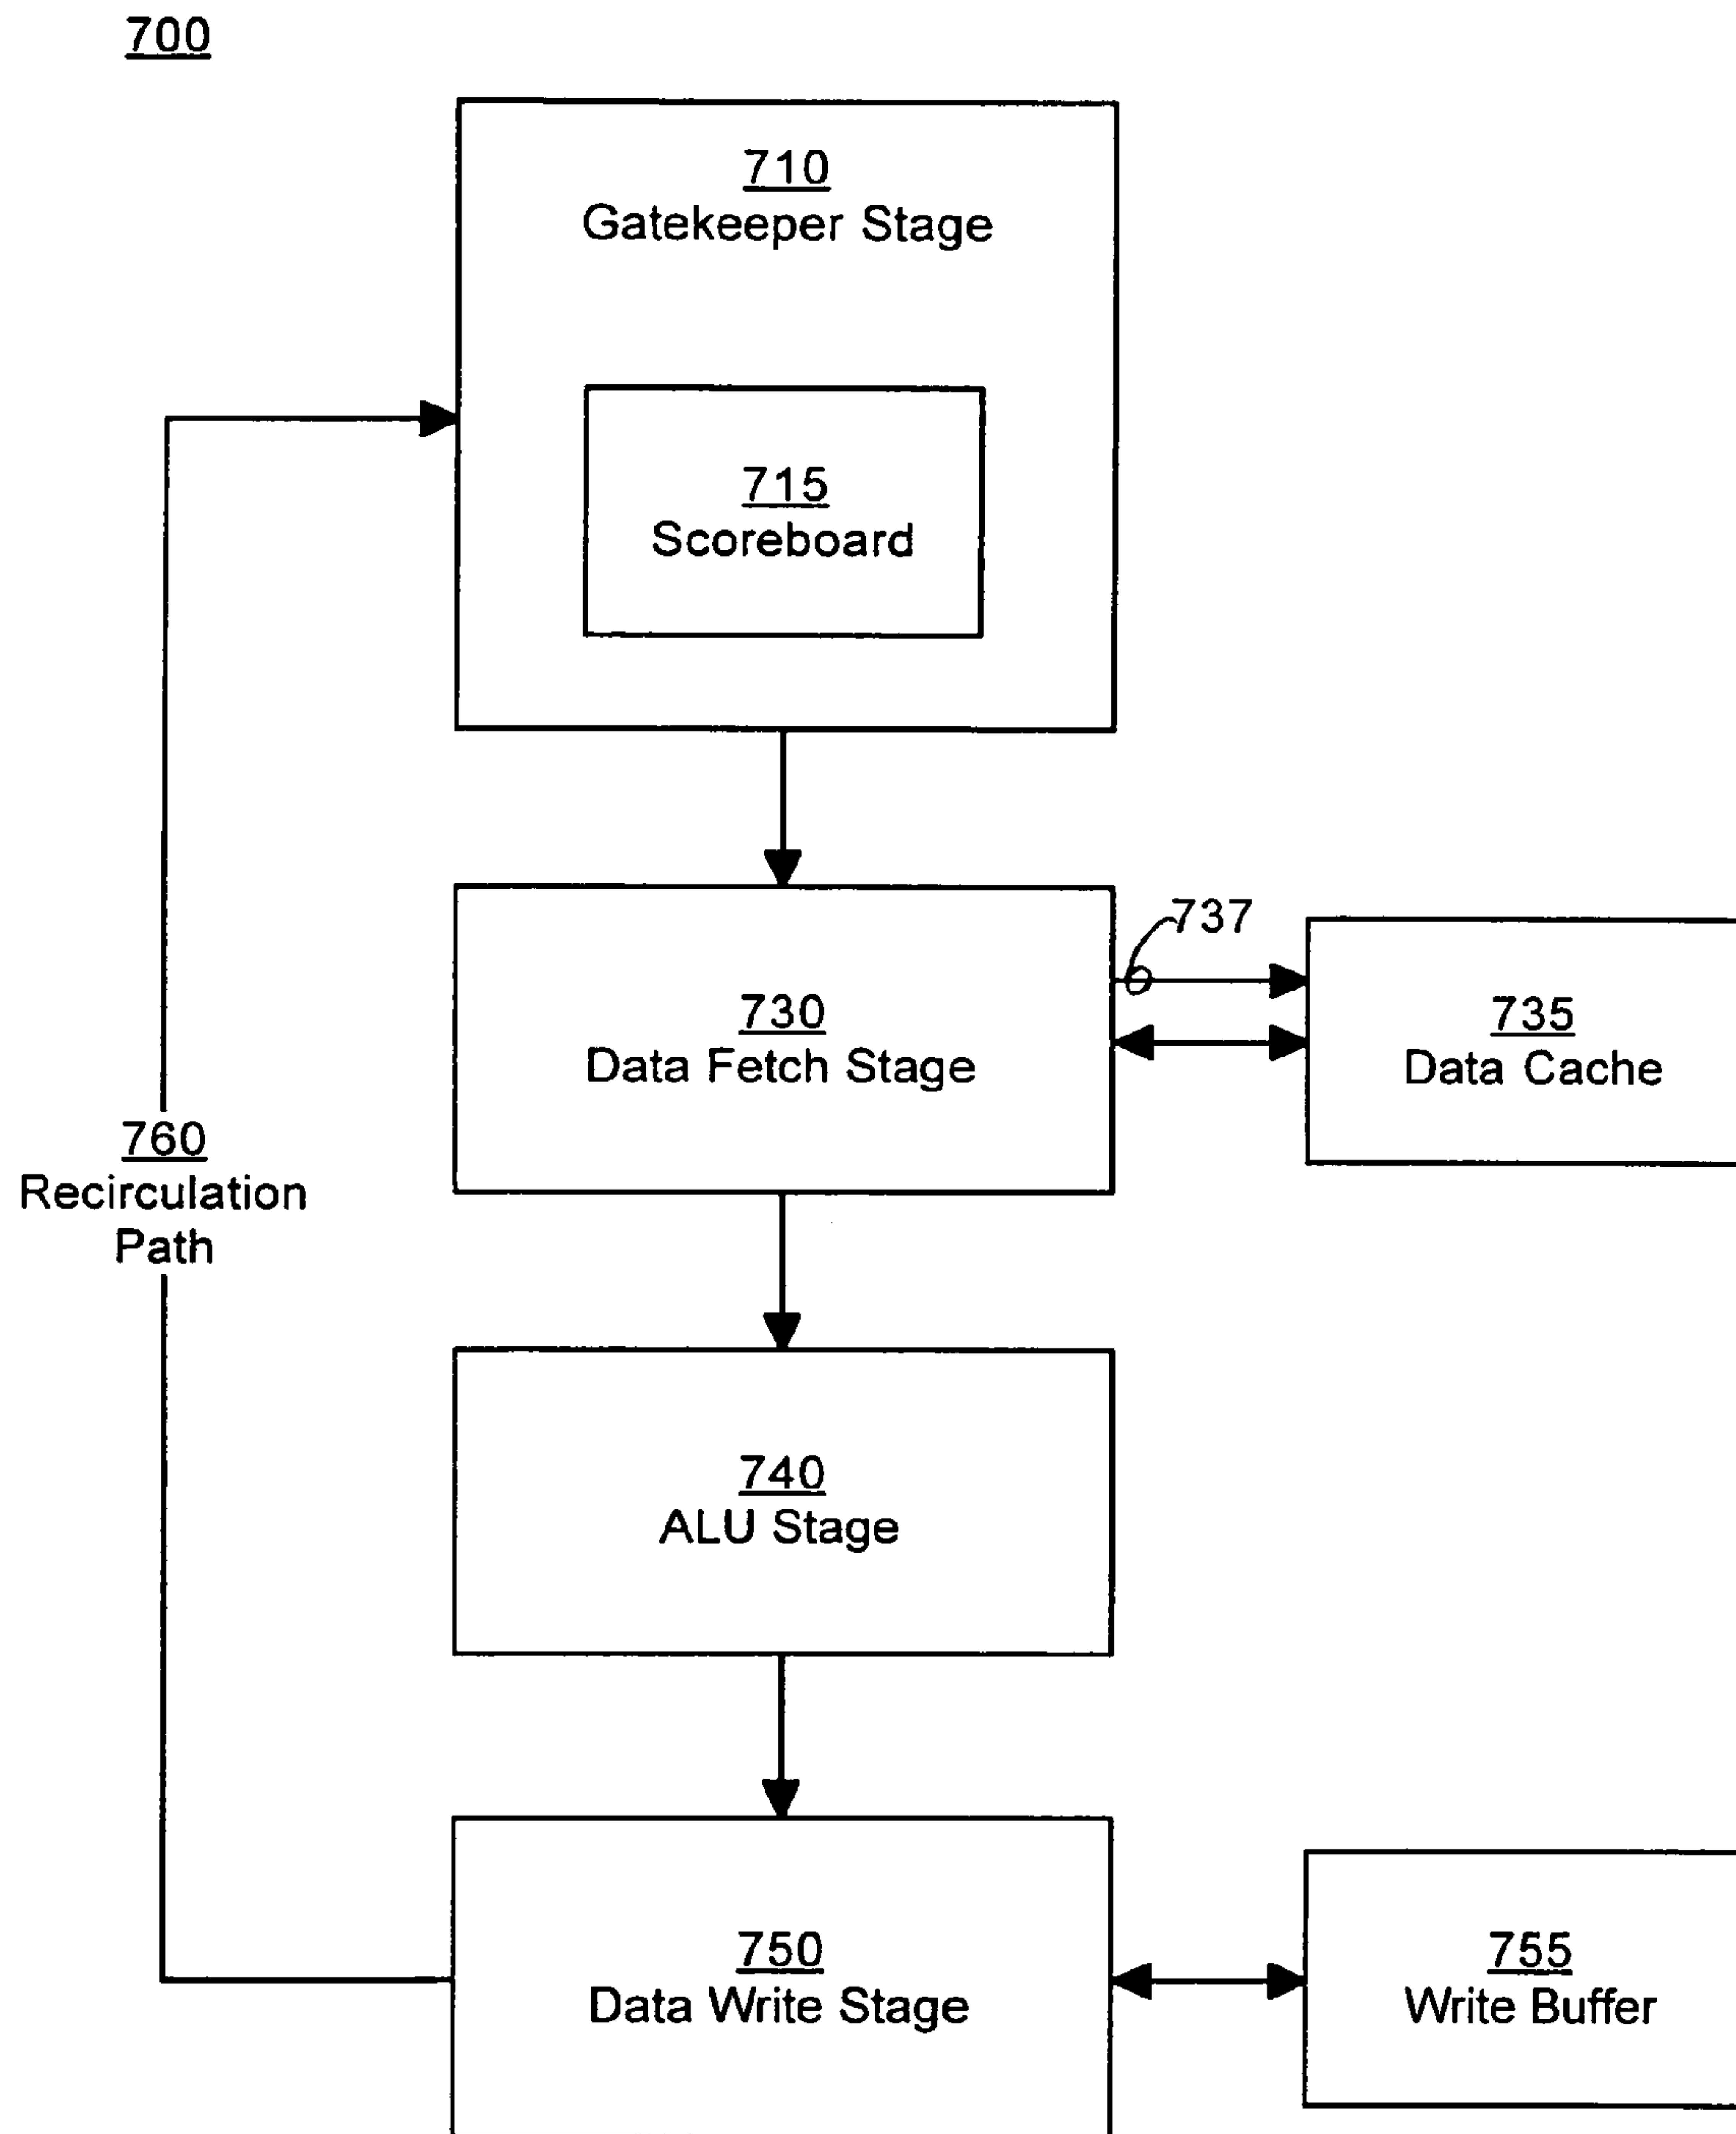 700
710
Gatekeeper Stage
715
Scoreboard
737
730
Data Fetch Stage
735
Data Cache
760
Recirculation
Path
740
ALU Stage
750
Data Write Stage
755
Write Buffer